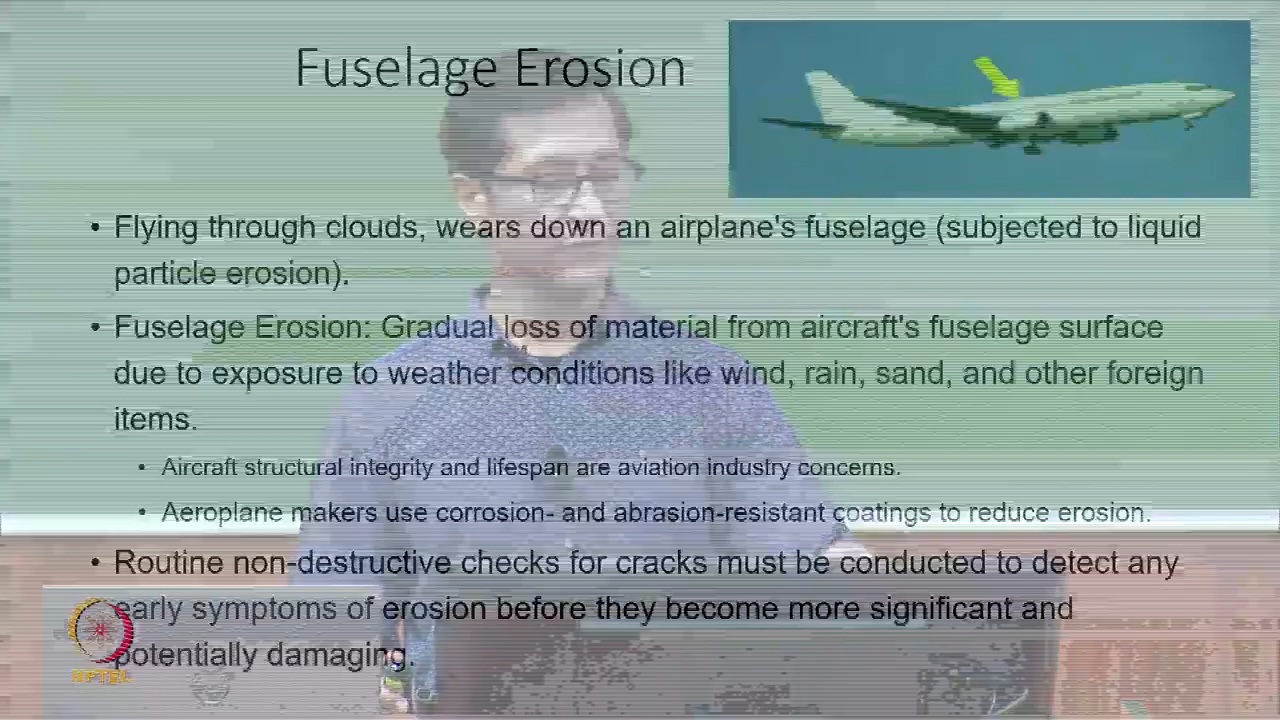 Fuselage Erosion
• Flying through clouds, wears down an airplane's fuselage (subjected to liquid
particle erosion).
• Fuselage Erosion: Gradual loss of material from aircraft's fuselage surface
due to exposure to weather conditions like wind, rain, sand, and other foreign
items.
• Aircraft structural integrity and lifespan are aviation industry concerns.
• Aeroplane makers use corrosion- and abrasion-resistant coatings to reduce erosion.
• Routine non-destructive checks for cracks must be conducted to detect any
early symptoms of erosion before they become more significant and
potentially damaging.
NPTEL